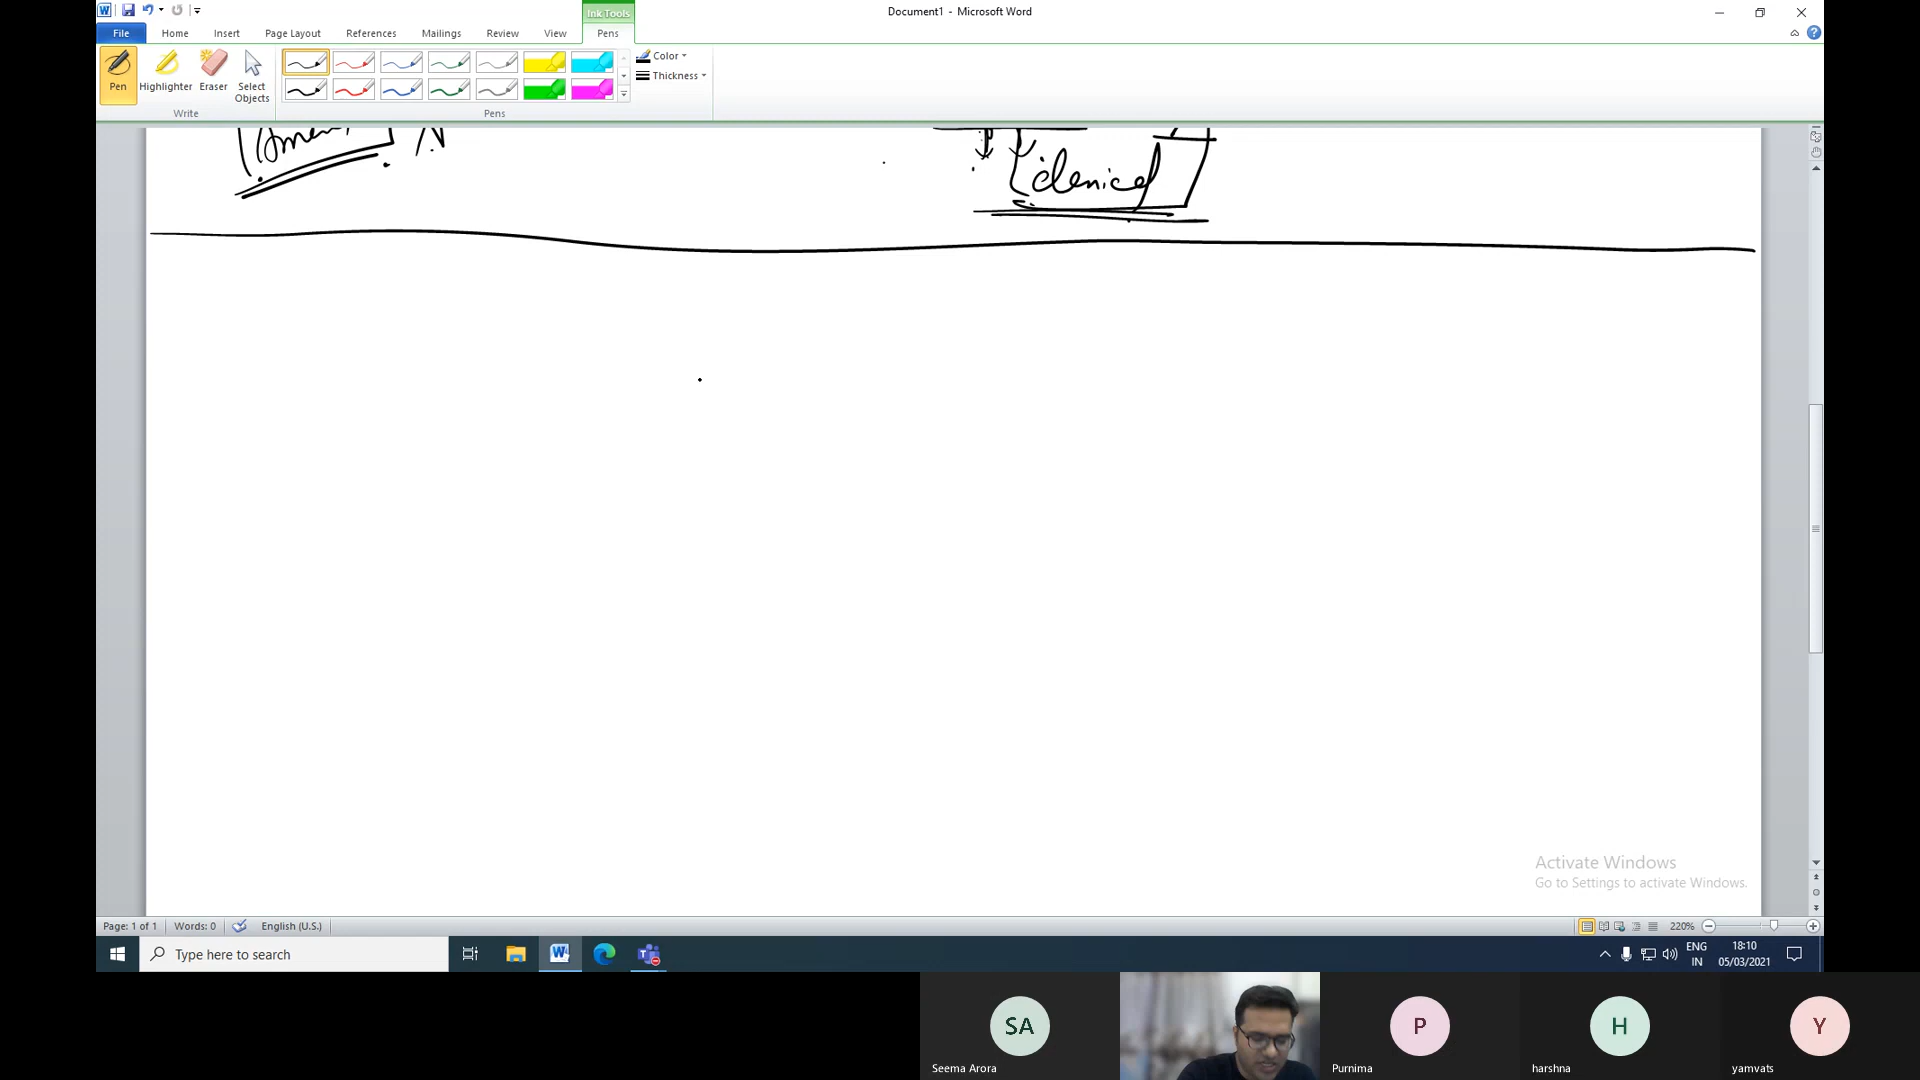 Document1 - Microsoft Word
Ink Tools
File Home Insert Page Layout References Mailings Review View Pens
Pen Highlighter Eraser Select Objects
Color
Thickness
Write Pens
Activate Windows
Go to Settings to activate Windows.
Page: 1 of 1 Words: 0 English (U.S.) 220%
Type here to search
ENG
IN
18:10
05/03/2021
SA P H Y
Seema Arora Purnima harshna yamvats